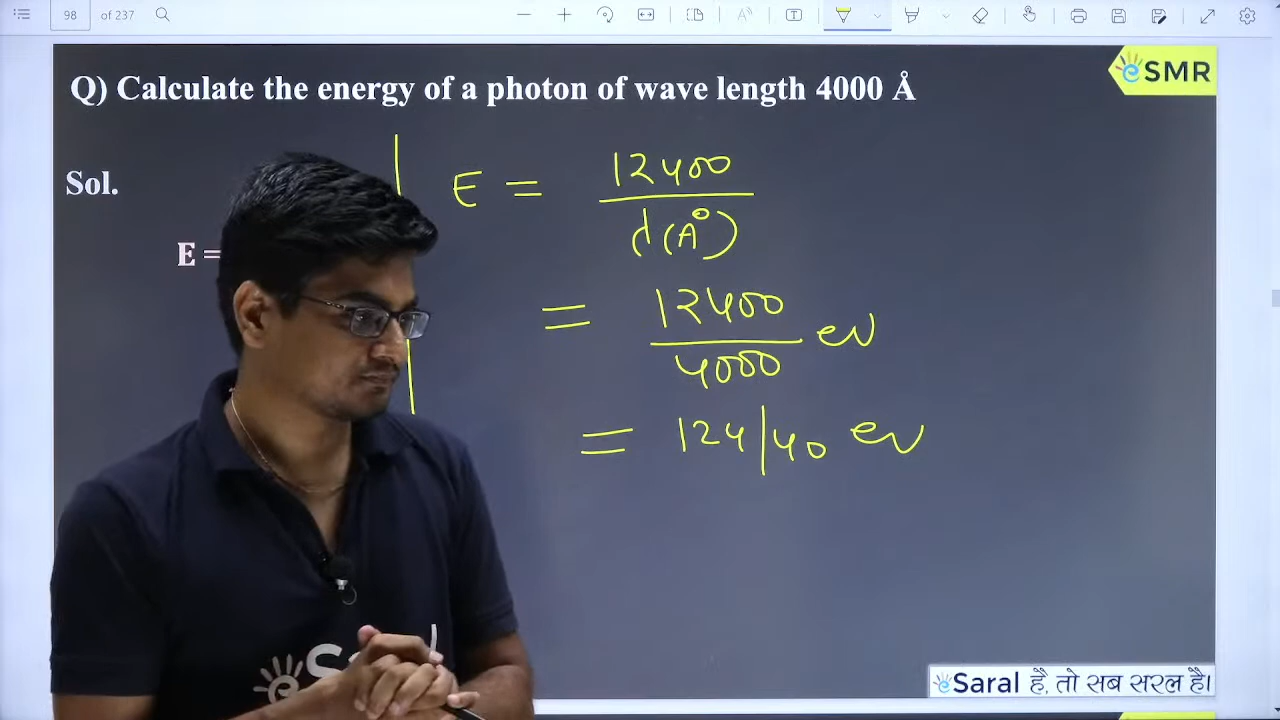 98 of 237
Q) Calculate the energy of a photon of wave length 4000 Å
eSMR
Sol.
E = 12400
λ(A°)
E =
= 12400
4000 ev
= 124/40 ev
eSaral है, तो सब सरल है।